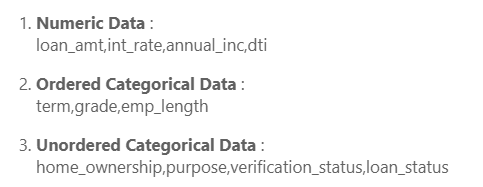 1. Numeric Data :
loan_amt,int_rate,annual_inc,dti
2. Ordered Categorical Data :
term,grade,emp_length
3. Unordered Categorical Data :
home_ownership,purpose,verification_status,loan_status